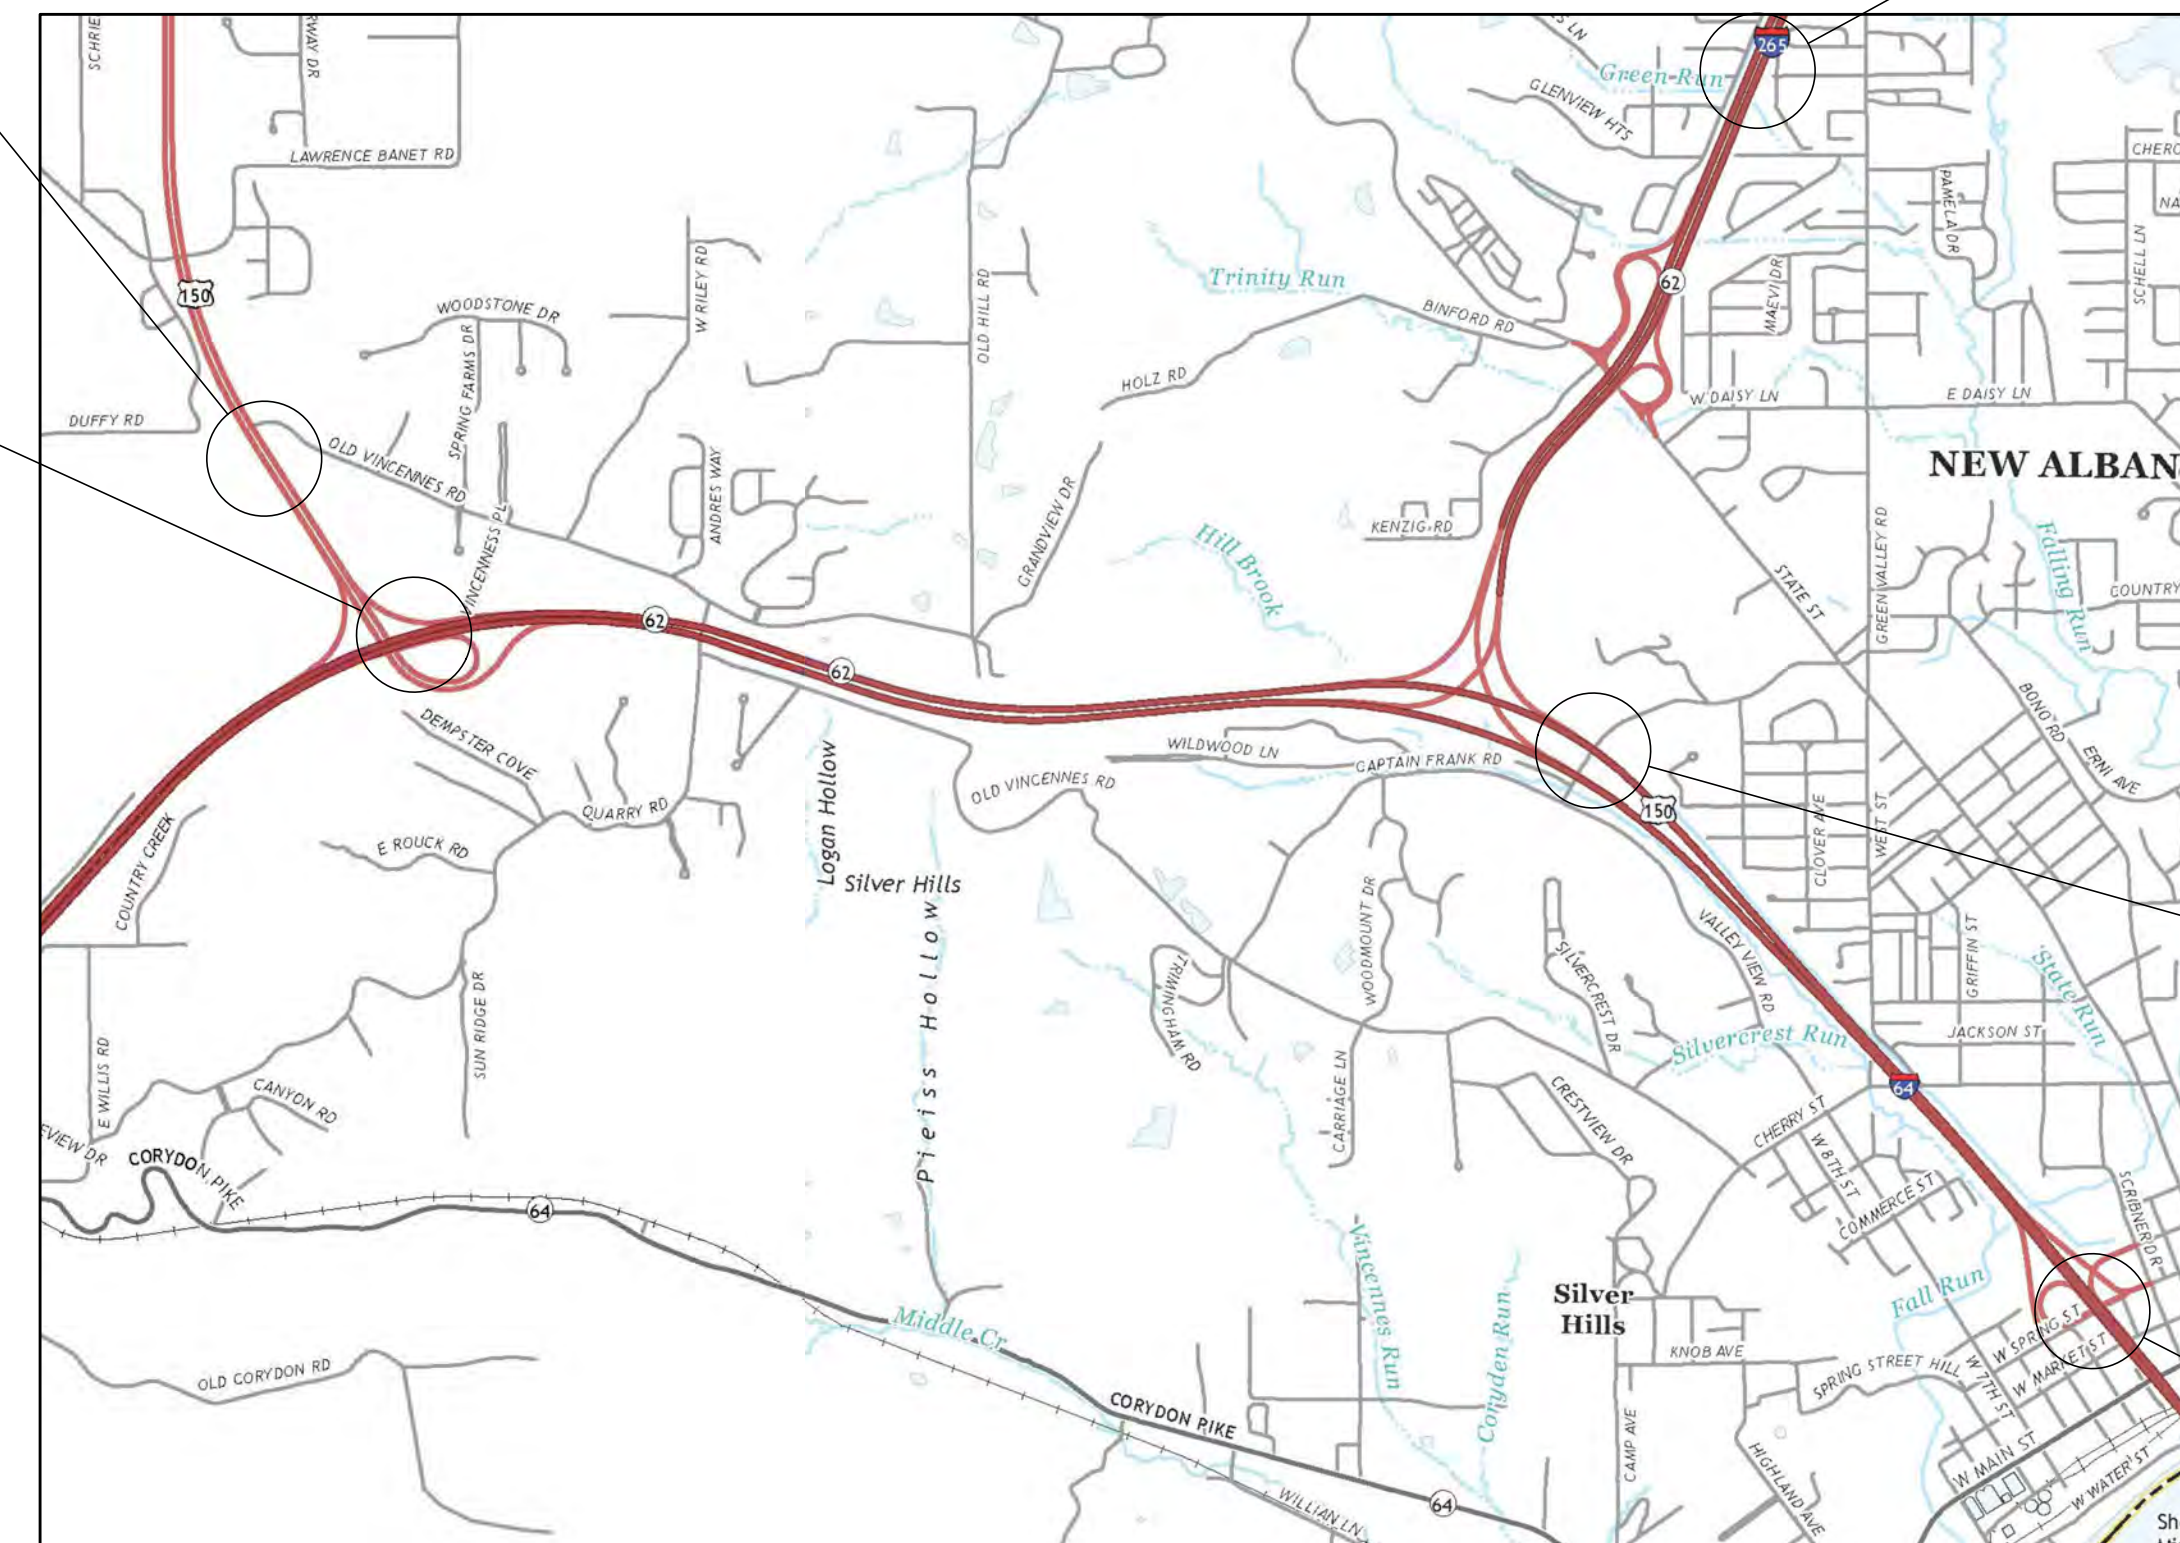 265
Green Run
GLENVIEW HTS
LAWRENCE BANET RD
CHERO
PAMELA DR
NA
SCHELL LN
150
WOODSTONE DR
W RILEY RD
OLD HILL RD
Trinity Run
BINFORD RD
62
MAEVI DR
SPRING FARMS DR
HOLZ RD
W DAISY LN
E DAISY LN
DUFFY RD
OLD VINCENNES RD
ANDRES WAY
NEW ALBAN
VINCENNESS PL
GRANDVIEW DR
KENZIG RD
Hill Brook
GREEN VALLEY RD
Falling Run
STATE ST
COUNTRY
62
62
BONO RD
ERNI AVE
DEMPSTER COVE
WILDWOOD LN
CAPTAIN FRANK RD
OLD VINCENNES RD
QUARRY RD
150
CLOVER AVE
WEST ST
COUNTRY CREEK
E ROUCK RD
Logan Hollow
Silver Hills
Pieiss Hollow
WOODMOUNT DR
TRIMINGHAM RD
SILVERCREST DR
VALLEY VIEW RD
GRIFFIN ST
State Run
SUN RIDGE DR
Silvercrest Run
JACKSON ST
E WILLIS RD
CANYON RD
CARRIAGE LN
CRESTVIEW DR
64
CHERRY ST
W 8TH ST
COMMERCE ST
SCRIBNER DR
EVIEW DR
CORYDON PIKE
64
Vincennes Run
Silver
Hills
Fall Run
Middle Cr
Coryden Run
KNOB AVE
W SPRING ST
W MARKET ST
SPRING STREET HILL
W 7TH ST
OLD CORYDON RD
CORYDON PIKE
CAMP AVE
HIGHLAND AVE
W MAIN ST
W WATER ST
64
WILLIAN LN
Sh